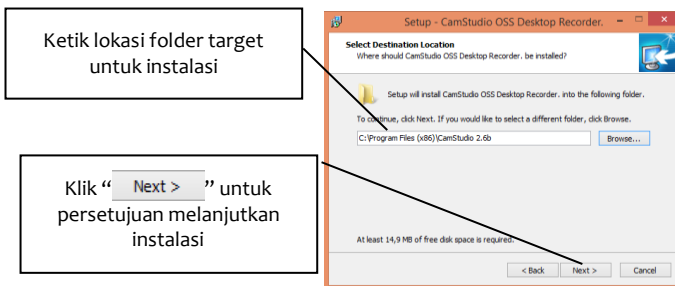 Ketik lokasi folder target
untuk instalasi
Klik “ Next > ” untuk
persetujuan melanjutkan
instalasi
Setup - CamStudio OSS Desktop Recorder.
Select Destination Location
Where should CamStudio OSS Desktop Recorder. be installed?
Setup will install CamStudio OSS Desktop Recorder. into the following folder.
To continue, click Next. If you would like to select a different folder, click Browse.
C:\Program Files (x86)\CamStudio 2.6b
Browse...
At least 14,9 MB of free disk space is required.
< Back Next > Cancel